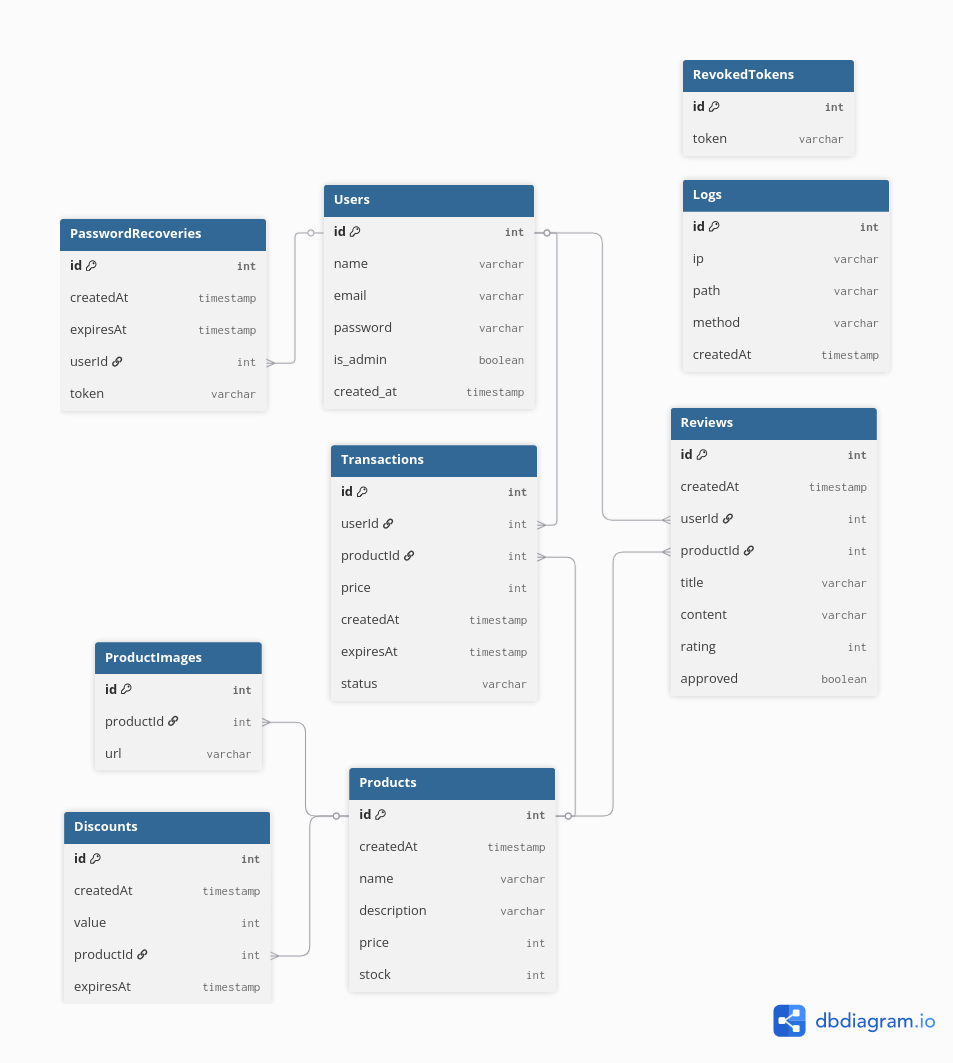 RevokedTokens
id int
token varchar
Users
id int
name varchar
email varchar
password varchar
is_admin boolean
created_at timestamp
Logs
id int
ip varchar
path varchar
method varchar
createdAt timestamp
PasswordRecoveries
id int
createdAt timestamp
expiresAt timestamp
userId int
token varchar
Transactions
id int
userId int
productId int
price int
createdAt timestamp
expiresAt timestamp
status varchar
Reviews
id int
createdAt timestamp
userId int
productId int
title varchar
content varchar
rating int
approved boolean
ProductImages
id int
productId int
url varchar
Products
id int
createdAt timestamp
name varchar
description varchar
price int
stock int
Discounts
id int
createdAt timestamp
value int
productId int
expiresAt timestamp
dbdiagram.io